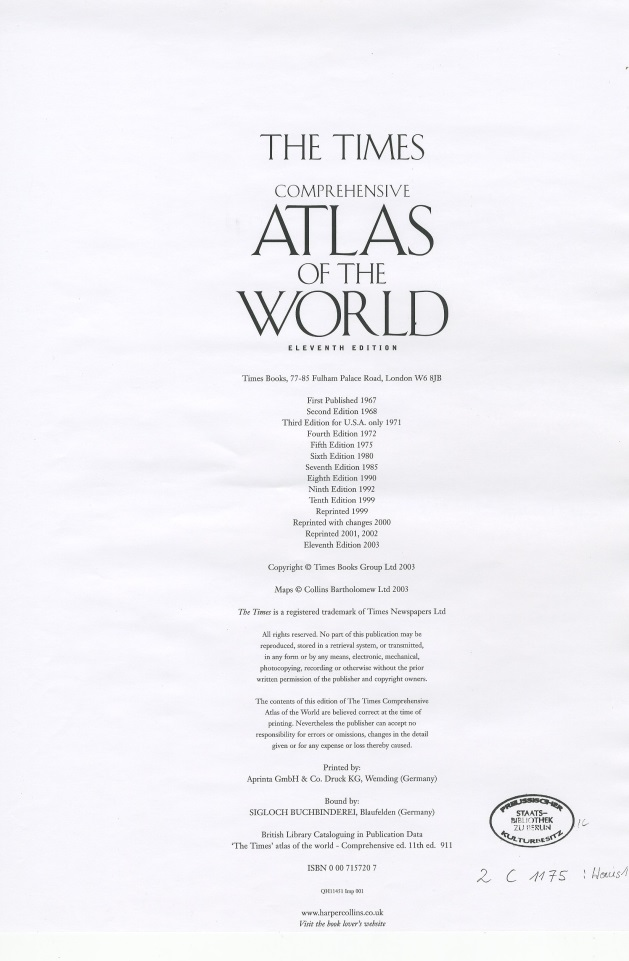 THE TIMES
COMPREHENSIVE
ATLAS
OF THE
WORLD
ELEVENTH EDITION
Times Books, 77-85 Fulham Palace Road, London W6 8JB
First Published 1967
Second Edition 1968
Third Edition for U.S.A. only 1971
Fourth Edition 1972
Fifth Edition 1975
Sixth Edition 1980
Seventh Edition 1985
Eighth Edition 1990
Ninth Edition 1992
Tenth Edition 1999
Reprinted 1999
Reprinted with changes 2000
Reprinted 2001, 2002
Eleventh Edition 2003
Copyright © Times Books Group Ltd 2003
Maps © Collins Bartholomew Ltd 2003
The Times is a registered trademark of Times Newspapers Ltd
All rights reserved. No part of this publication may be
reproduced, stored in a retrieval system, or transmitted,
in any form or by any means, electronic, mechanical,
photocopying, recording or otherwise without the prior
written permission of the publisher and copyright owners.
The contents of this edition of The Times Comprehensive
Atlas of the World are believed correct at the time of
printing. Nevertheless the publisher can accept no
responsibility for errors or omissions, changes in the detail
given or for any expense or loss thereby caused.
Printed by:
Aprinta GmbH & Co. Druck KG, Wemding (Germany)
Bound by:
SIGLOCH BUCHBINDEREI, Blaufelden (Germany)
British Library Cataloguing in Publication Data
'The Times' atlas of the world - Comprehensive ed. 11th ed. 911
ISBN 0 00 715720 7
QH11411 Imp 001
www.harpercollins.co.uk
Visit the book lover's website
PREUSSISCHER
STAATS-
BIBLIOTHEK
ZU BERLIN
KULTURBESITZ
2 C 1175 :